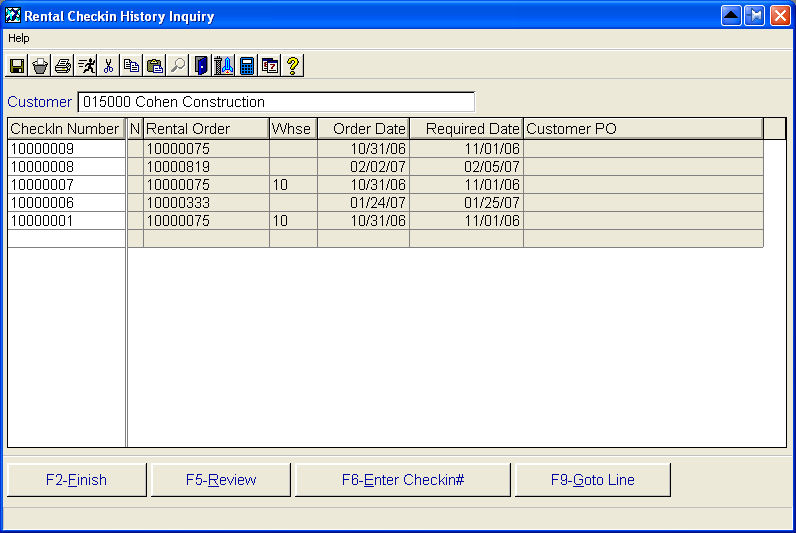 Rental Checkin History Inquiry
Help
Customer 015000 Cohen Construction
CheckIn Number N Rental Order Whse Order Date Required Date Customer PO
10000009 10000075 10/31/06 11/01/06
10000008 10000819 02/02/07 02/05/07
10000007 10000075 10 10/31/06 11/01/06
10000006 10000333 01/24/07 01/25/07
10000001 10000075 10 10/31/06 11/01/06
F2-Finish F5-Review F6-Enter Checkin# F9-Goto Line